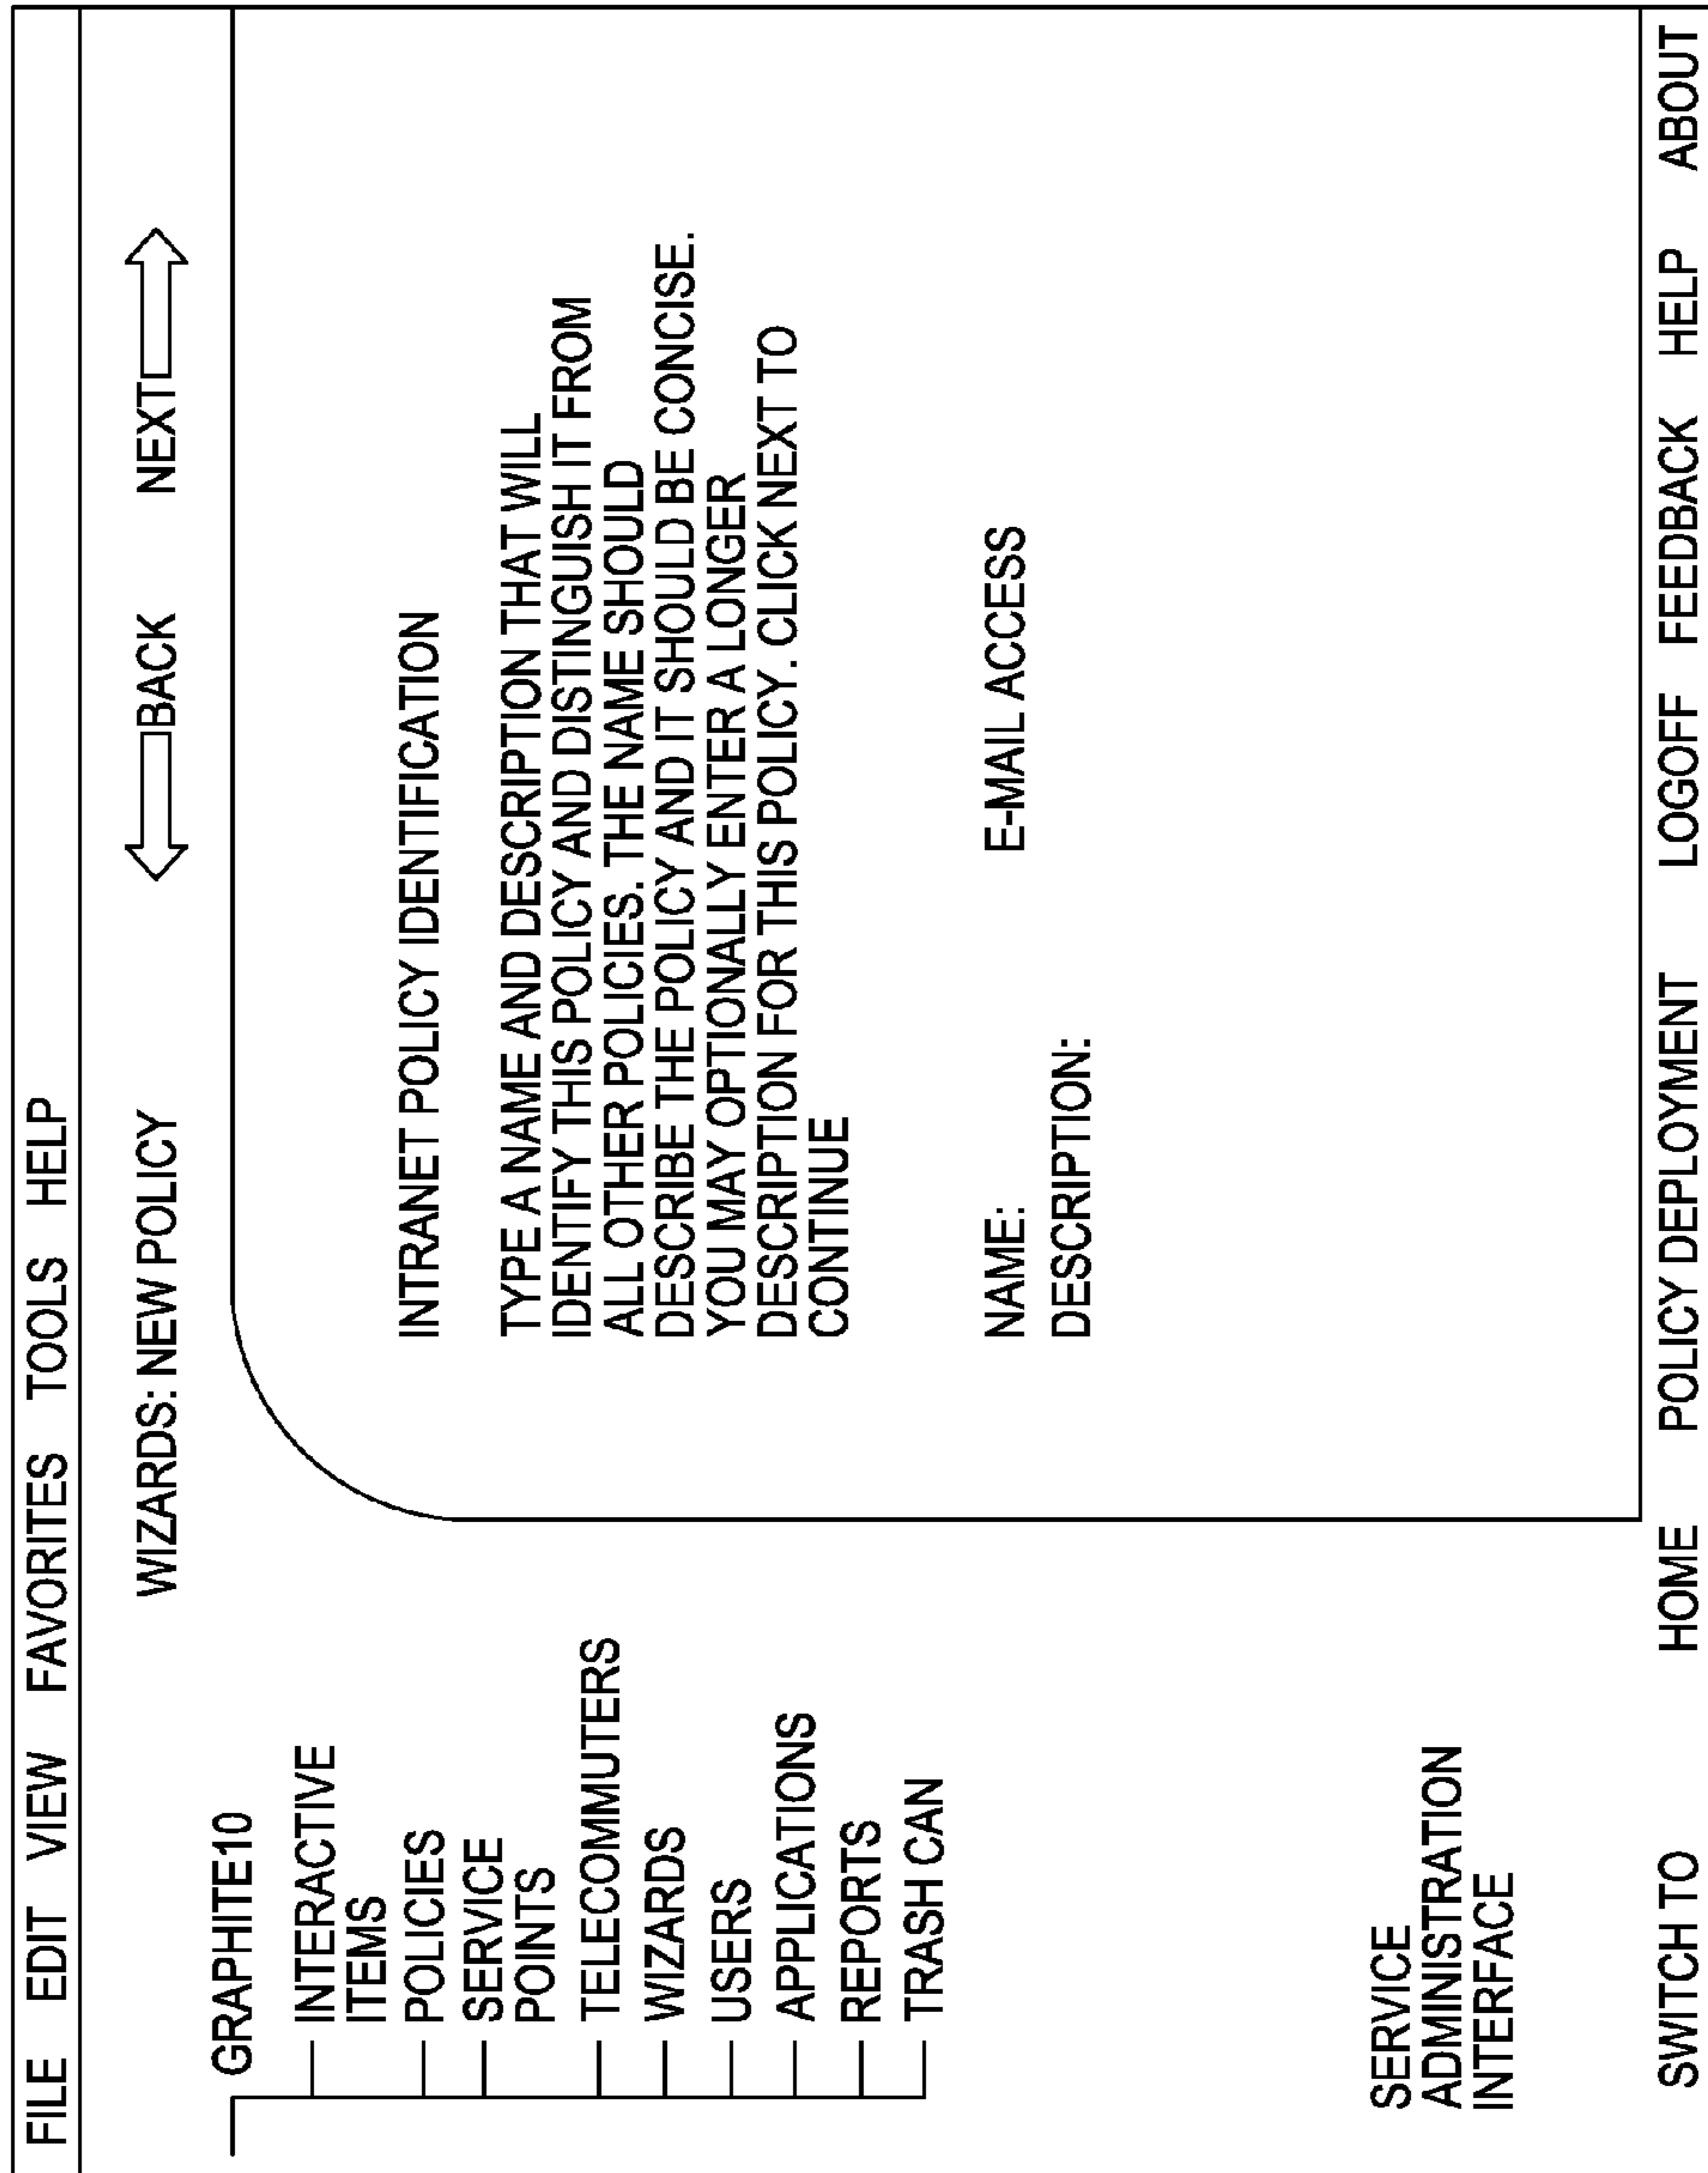 FILE EDIT VIEW FAVORITES TOOLS HELP
WIZARDS: NEW POLICY
BACK NEXT
GRAPHITE10
INTERACTIVE
ITEMS
POLICIES
SERVICE
POINTS
TELECOMMUTERS
WIZARDS
USERS
APPLICATIONS
REPORTS
TRASH CAN
INTRANET POLICY IDENTIFICATION
TYPE A NAME AND DESCRIPTION THAT WILL
IDENTIFY THIS POLICY AND DISTINGUISH IT FROM
ALL OTHER POLICIES. THE NAME SHOULD
DESCRIBE THE POLICY AND IT SHOULD BE CONCISE.
YOU MAY OPTIONALLY ENTER A LONGER
DESCRIPTION FOR THIS POLICY. CLICK NEXT TO
CONTINUE
NAME: E-MAIL ACCESS
DESCRIPTION:
SERVICE
ADMINISTRATION
INTERFACE
SWITCH TO HOME POLICY DEPLOYMENT LOGOFF FEEDBACK HELP ABOUT